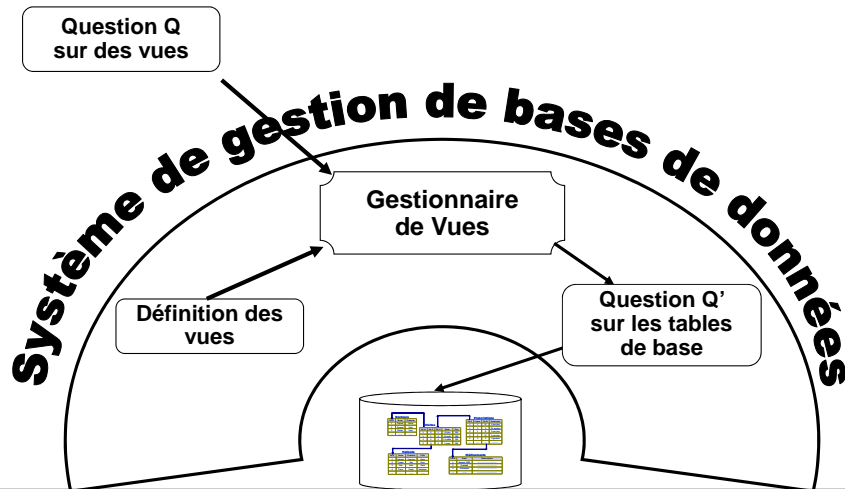 Question Q
sur des vues
Système de gestion de bases de données
Gestionnaire
de Vues
Définition des
vues
Question Q’
sur les tables
de base